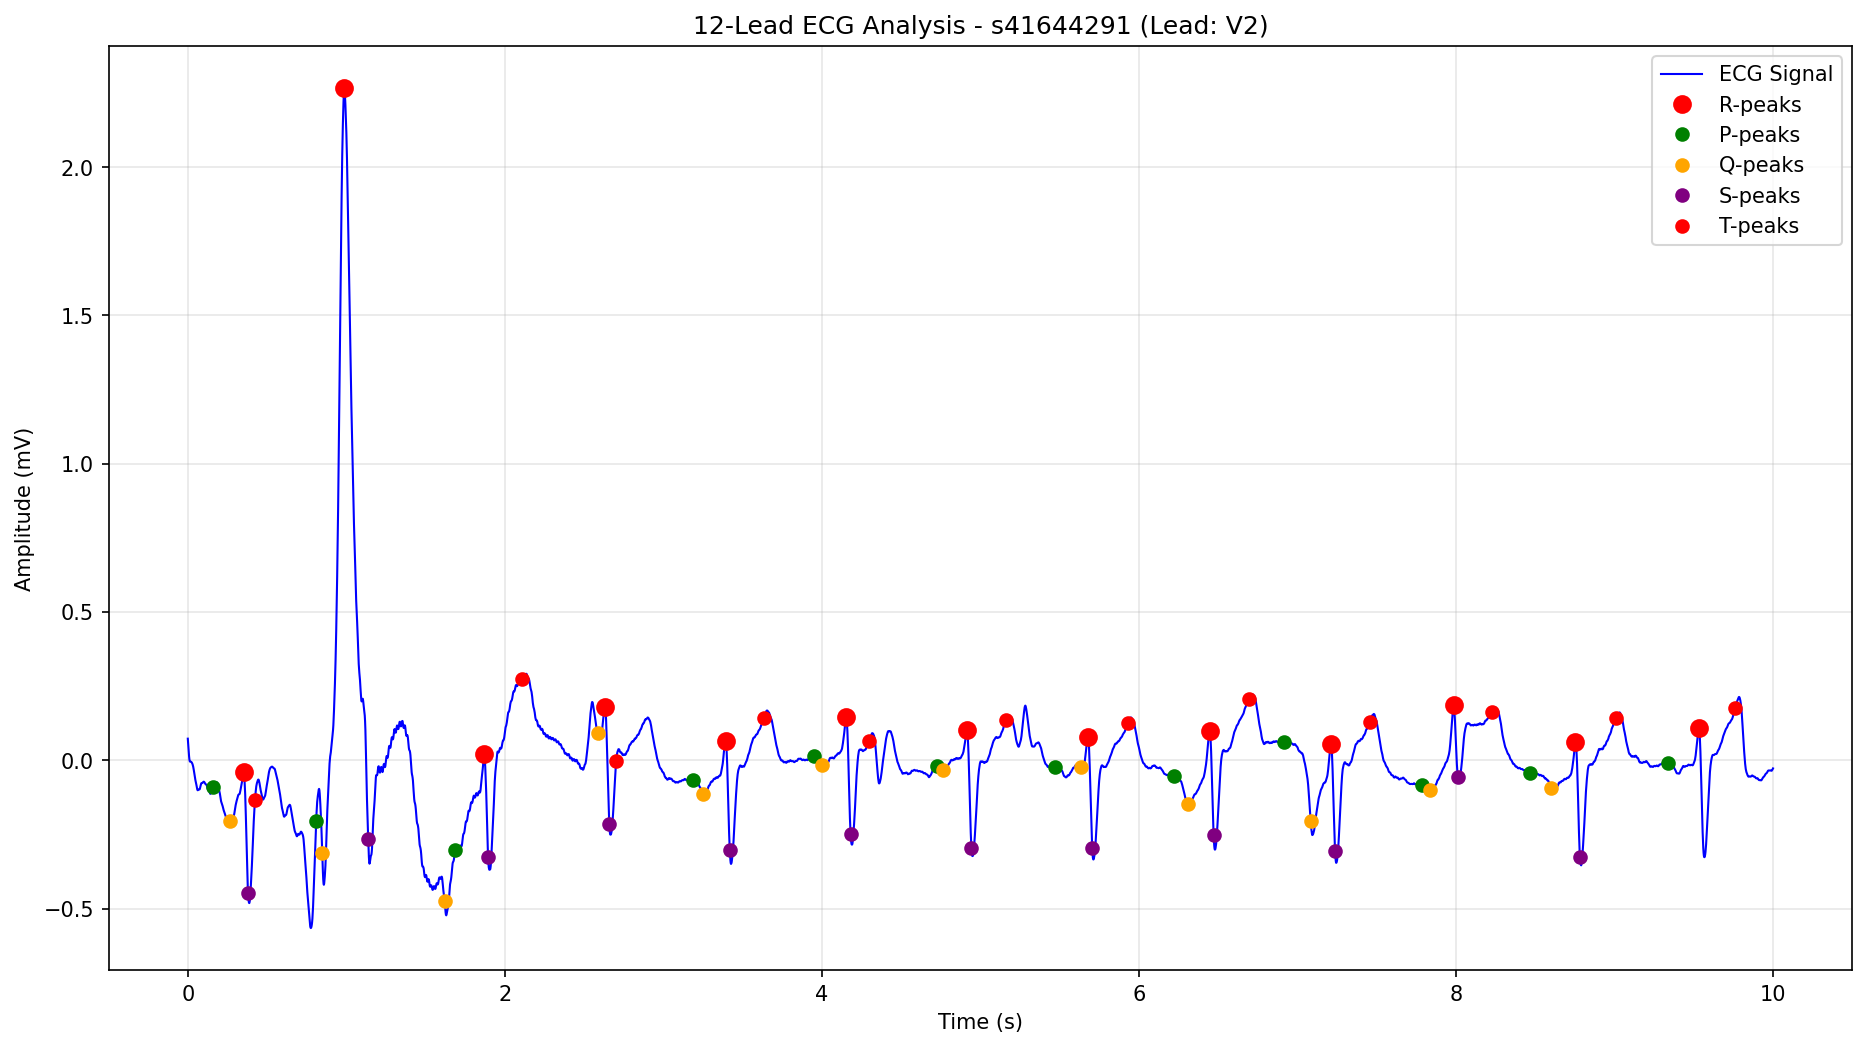 12-Lead ECG Analysis - s41644291 (Lead: V2)
ECG Signal
R-peaks
P-peaks
Q-peaks
S-peaks
T-peaks
Amplitude (mV)
2.0
1.5
1.0
0.5
0.0
−0.5
0 2 4 6 8 10
Time (s)